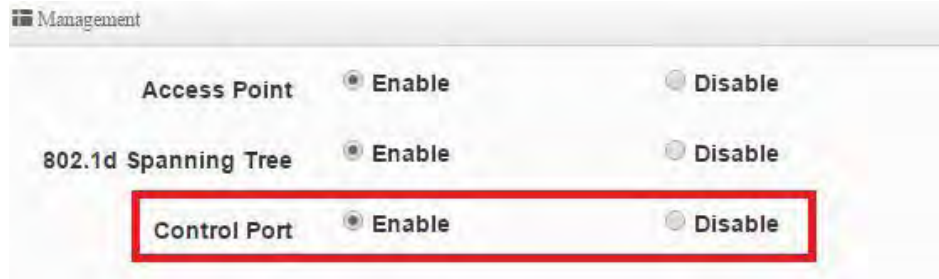 Management
Access Point Enable Disable
802.1d Spanning Tree Enable Disable
Control Port Enable Disable